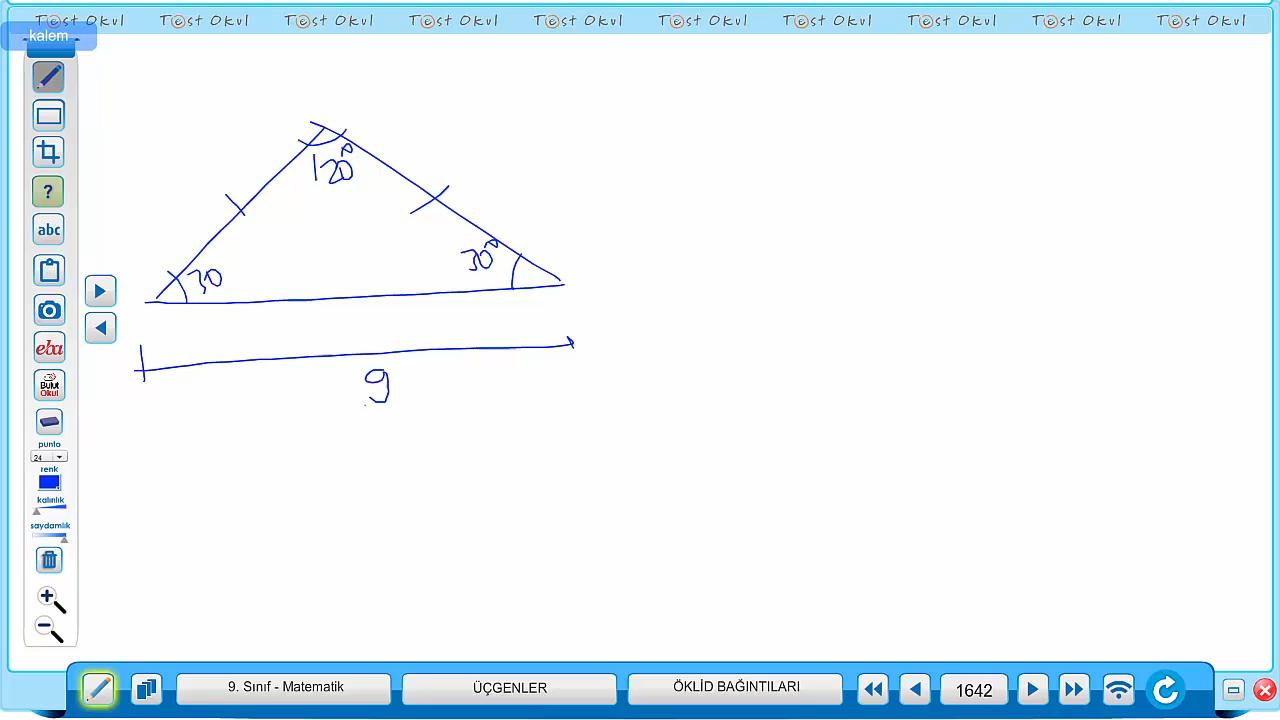 Test Okul Test Okul Test Okul Test Okul Test Okul Test Okul Test Okul Test Okul Test Okul Test Okul
kalem
120°
30°
30
9
?
abc
eba
Bulut
Okul
punto
24
renk
kalınlık
saydamlık
9. Sınıf - Matematik
ÜÇGENLER
ÖKLİD BAĞINTILARI
1642